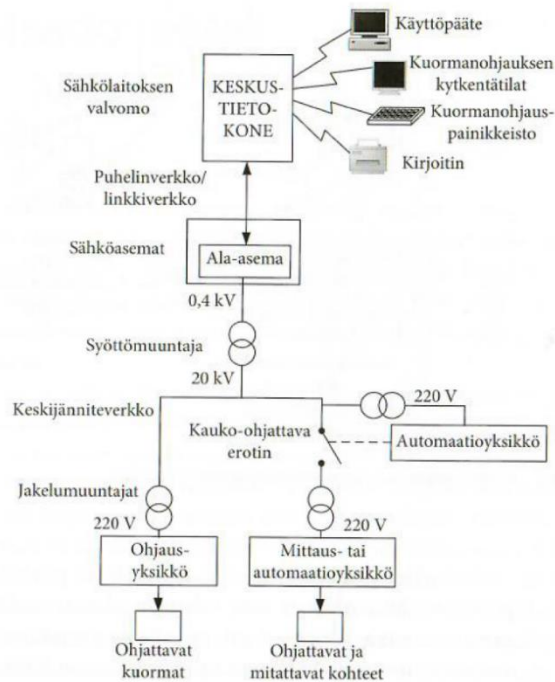 Käyttöpääte
Kuormanohjauksen
kytkentätilat
Kuormanohjaus-
painikkeisto
Kirjoitin
Sähkölaitoksen
valvomo
KESKUS-
TIETO-
KONE
Puhelinverkko/
linkkiverkko
Sähköasemat
Ala-asema
0,4 kV
Syöttömuuntaja
20 kV
Keskijänniteverkko
220 V
Kauko-ohjattava
erotin
Automaatioyksikkö
Jakelumuuntajat
220 V
220 V
Ohjaus-
yksikkö
Mittaus- tai
automaatioyksikkö
Ohjattavat
kuormat
Ohjattavat ja
mitattavat kohteet